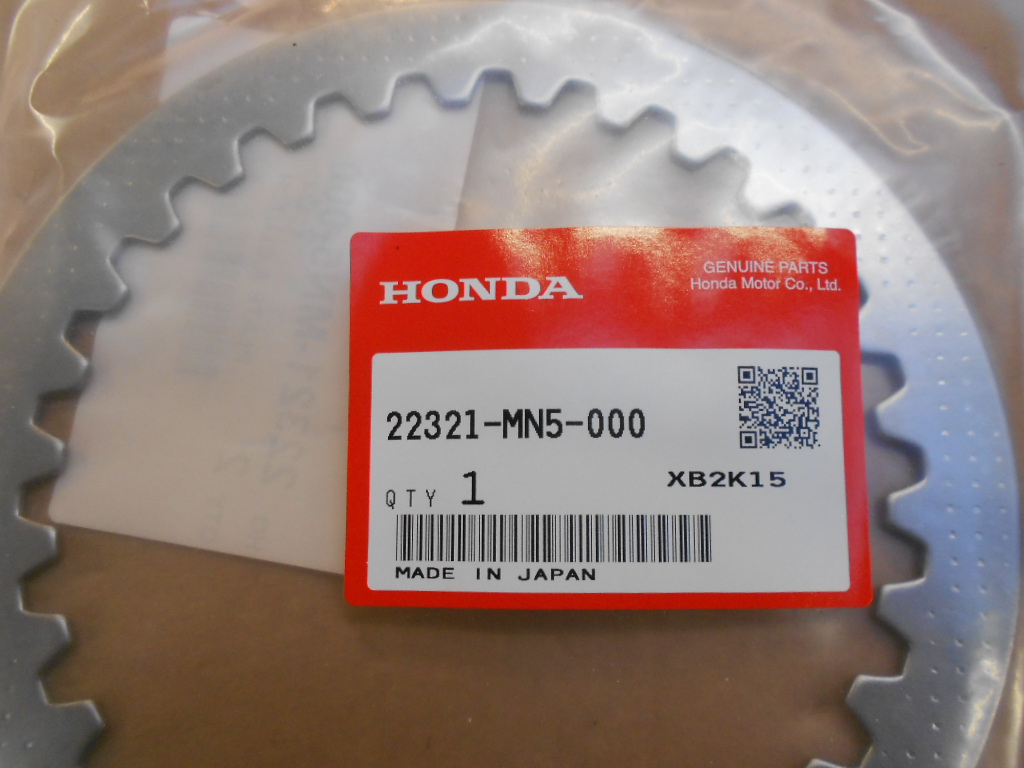 HONDA
GENUINE PARTS
Honda Motor Co., Ltd.
22321-MN5-000
XB2K15
QTY 1
MADE IN JAPAN